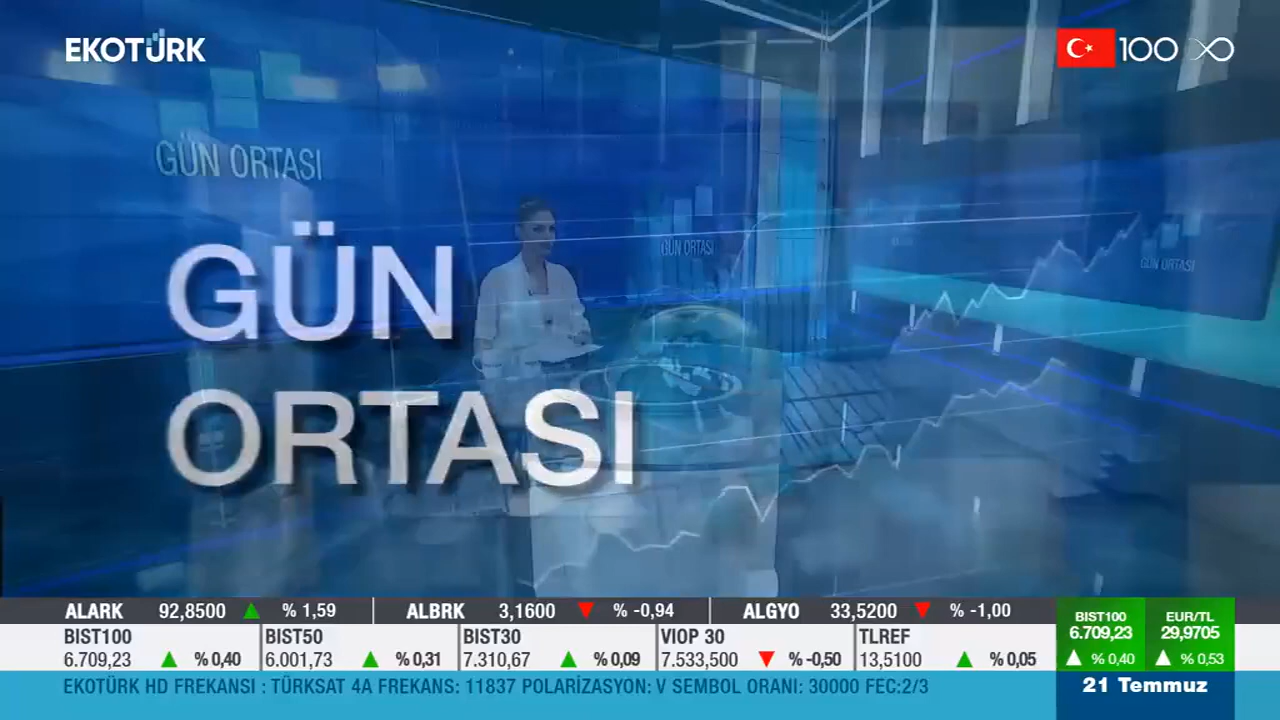 EKOTÜRK
100
GÜN ORTASI
GÜN ORTASI
GÜN ORTASI
GÜN
ORTASI
ALARK 92,8500 % 1,59 ALBRK 3,1600 % -0,94 ALGYO 33,5200 % -1,00
BIST100 BIST50 BIST30 VIOP 30 TLREF
6.709,23 % 0,40 6.001,73 % 0,31 7.310,67 % 0,09 7.533,500 % -0,50 13,5100 % 0,05
BIST100
6.709,23
% 0,40
EUR/TL
29,9705
% 0,53
EKOTÜRK HD FREKANSI : TÜRKSAT 4A FREKANS: 11837 POLARİZASYON: V SEMBOL ORANI: 30000 FEC:2/3
21 Temmuz